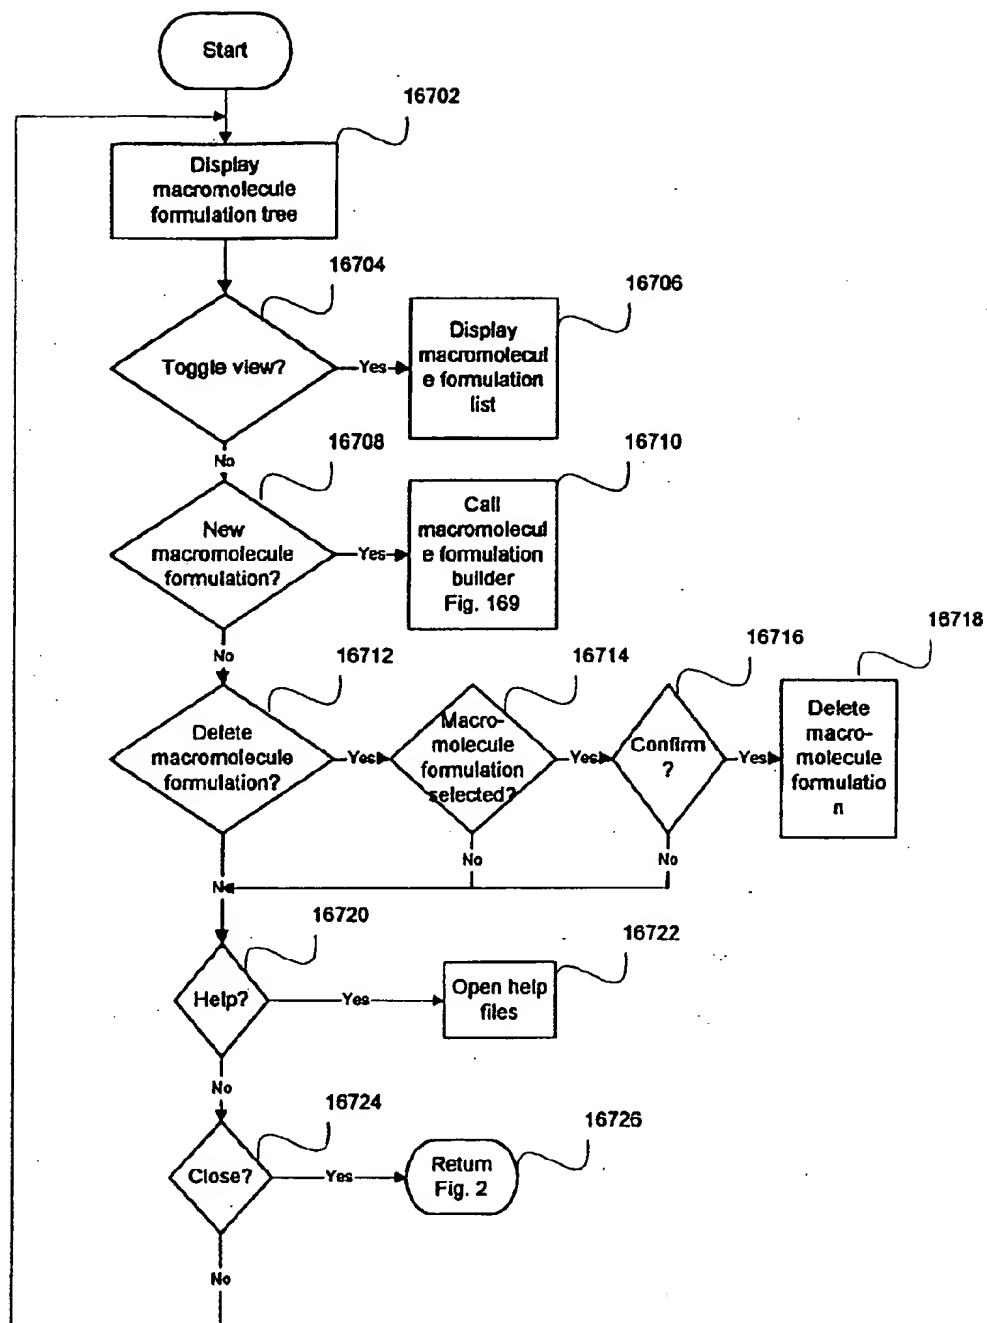 Start
16702
Display
macromolecule
formulation tree
16704
16706
Toggle view?
Yes
Display
macromolecul
e formulation
list
No
16708
16710
New
macromolecule
formulation?
Yes
Call
macromolecul
e formulation
builder
Fig. 169
No
16712
16714
16716
16718
Delete
macromolecule
formulation?
Yes
Macro-
molecule
formulation
selected?
Yes
Confirm
?
Yes
Delete
macro-
molecule
formulatio
n
No
No
N
16720
16722
Help?
Yes
Open help
files
No
16724
16726
Close?
Yes
Return
Fig. 2
No